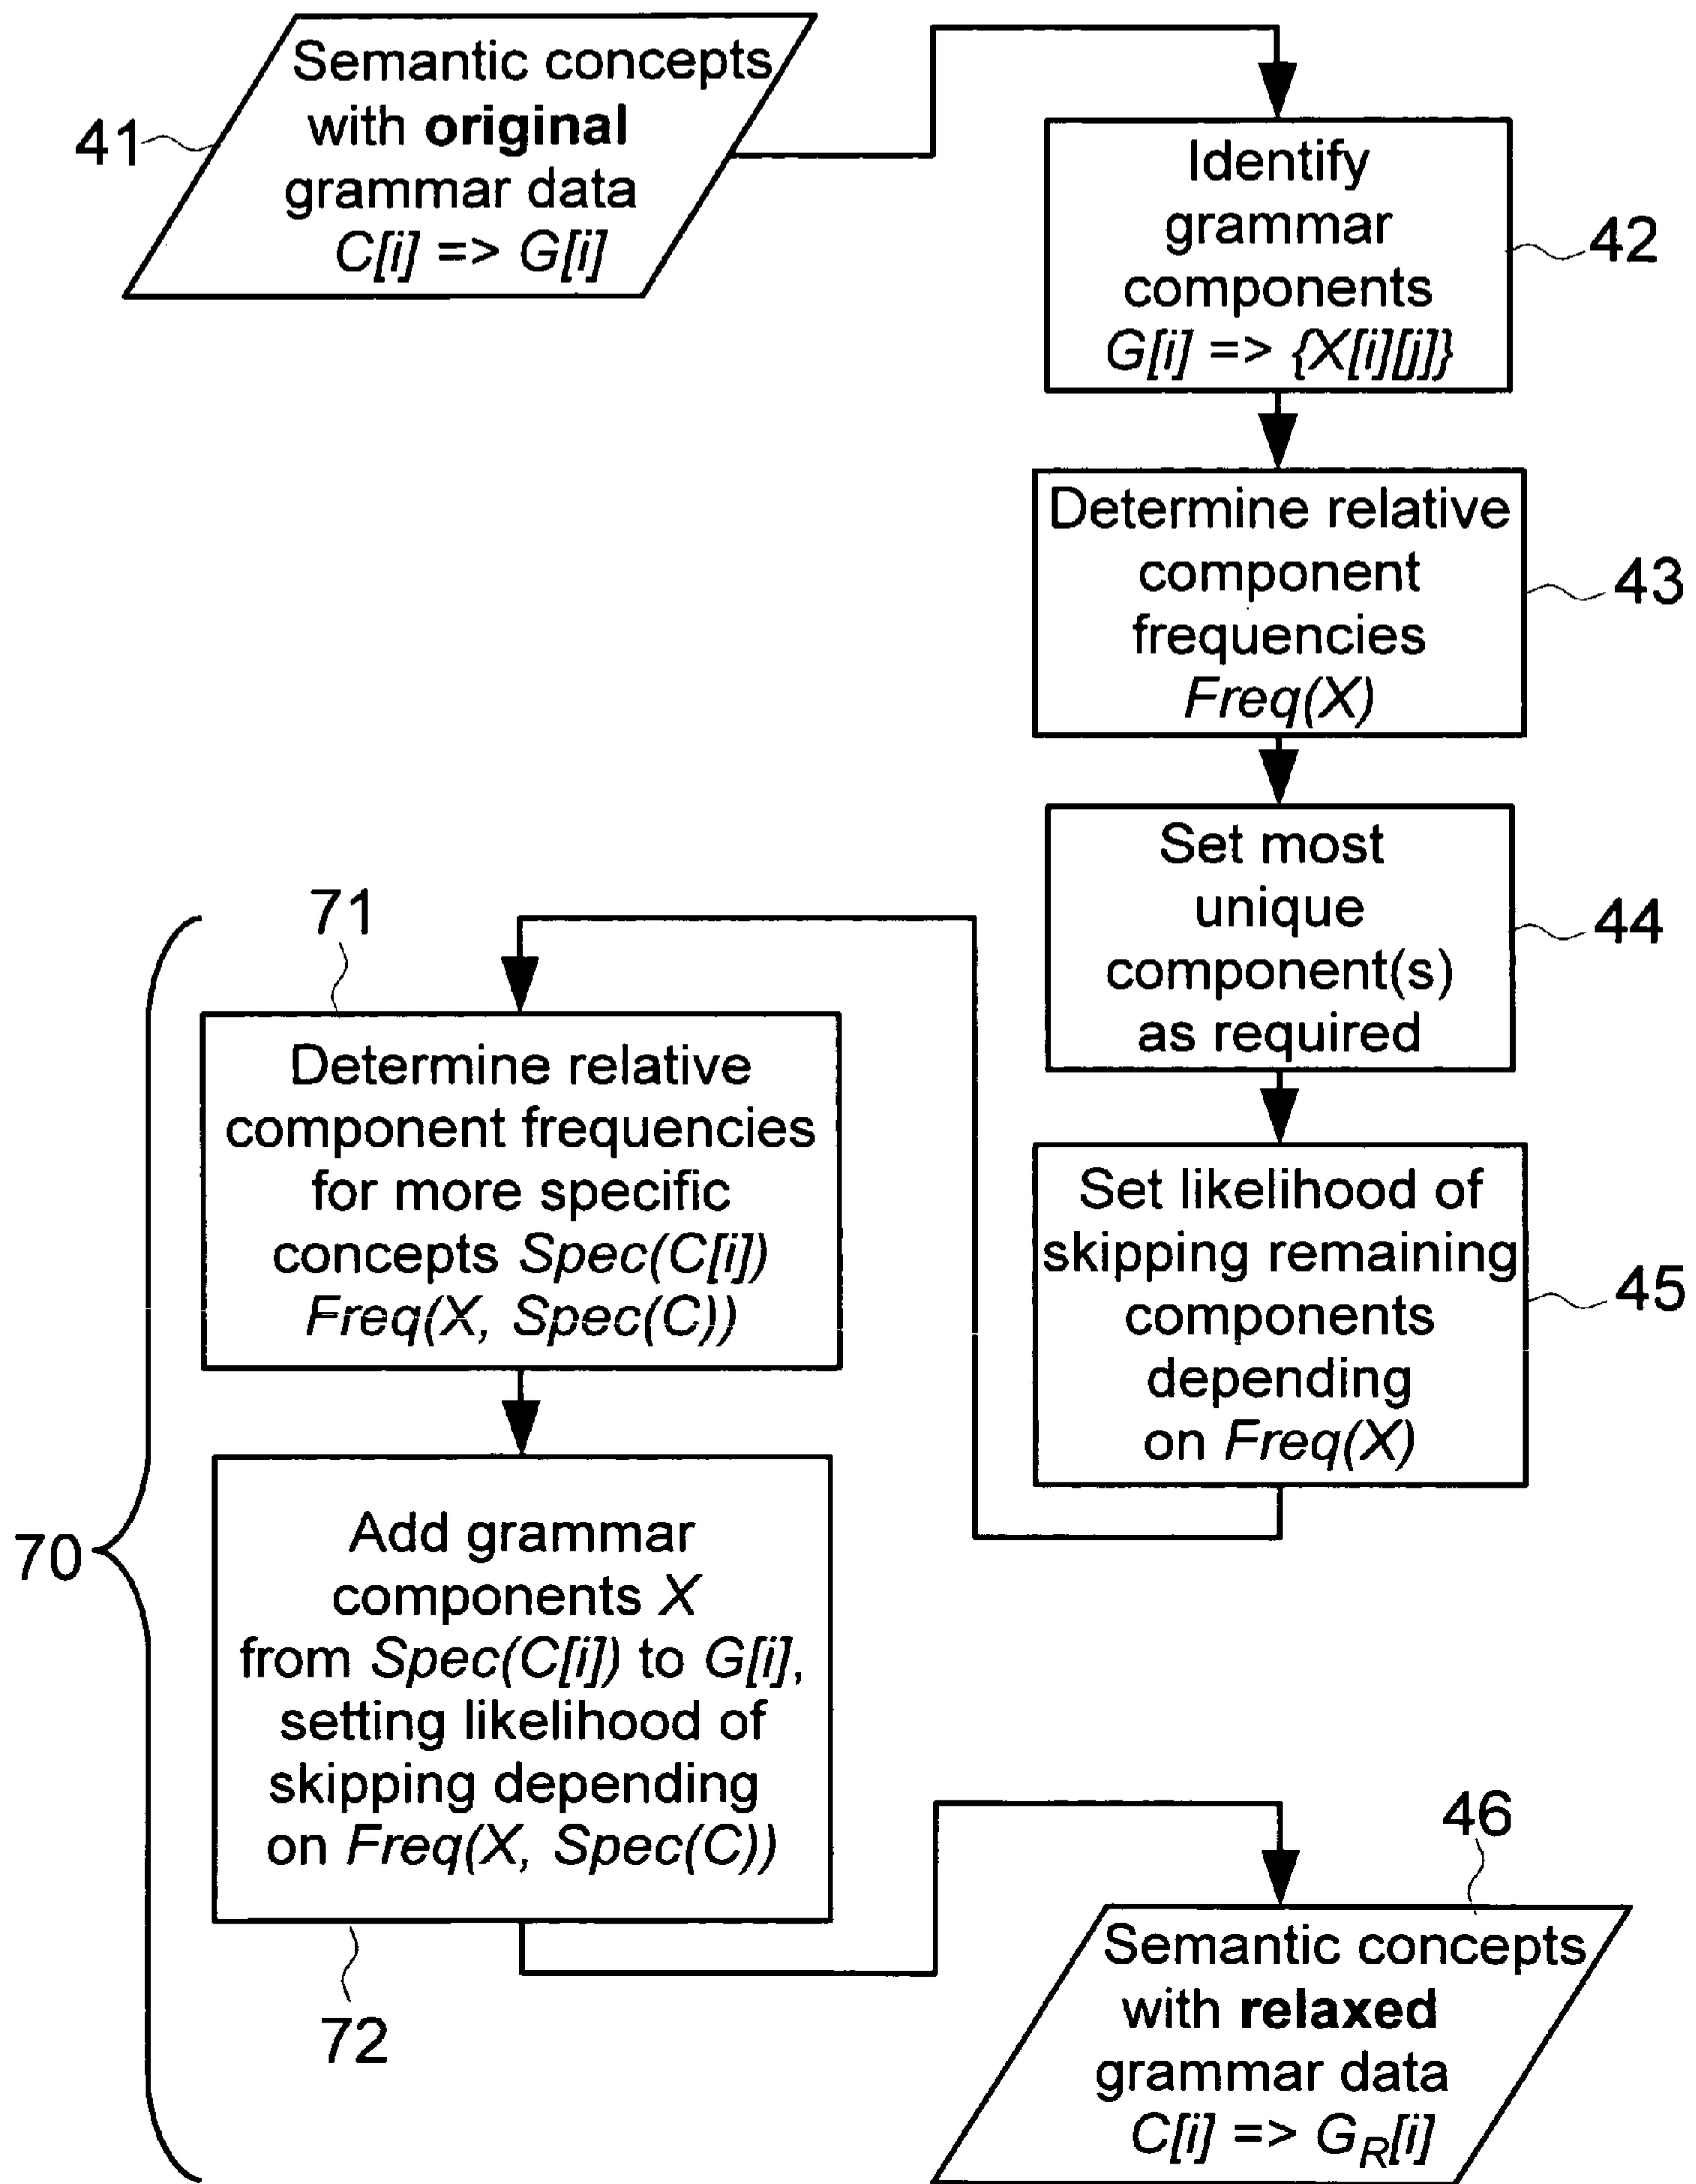 Semantic concepts
with original
grammar data
C[i] => G[i]
41
Identify
grammar
components
G[i] => {X[i][j]}
42
Determine relative
component
frequencies
Freq(X)
43
Set most
unique
component(s)
as required
44
Set likelihood of
skipping remaining
components
depending
on Freq(X)
45
70
71
Determine relative
component frequencies
for more specific
concepts Spec(C[i])
Freq(X, Spec(C))
Add grammar
components X
from Spec(C[i]) to G[i],
setting likelihood of
skipping depending
on Freq(X, Spec(C))
72
46
Semantic concepts
with relaxed
grammar data
C[i] => GR[i]